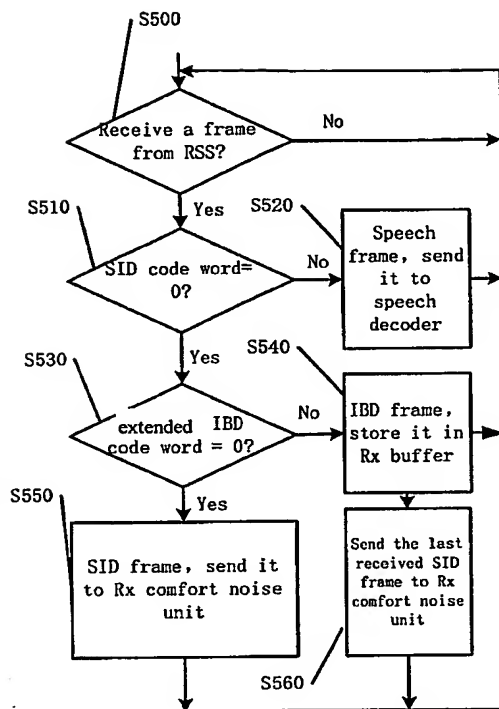 S500
Receive a frame
from RSS?
No
Yes
S510
SID code word=
0?
No
S520
Speech
frame, send
it to
speech
decoder
Yes
S530
extended IBD
code word = 0?
No
S540
IBD frame,
store it in
Rx buffer
Yes
S550
SID frame, send it
to Rx comfort noise
unit
Send the last
received SID
frame to Rx
comfort noise
unit
S560